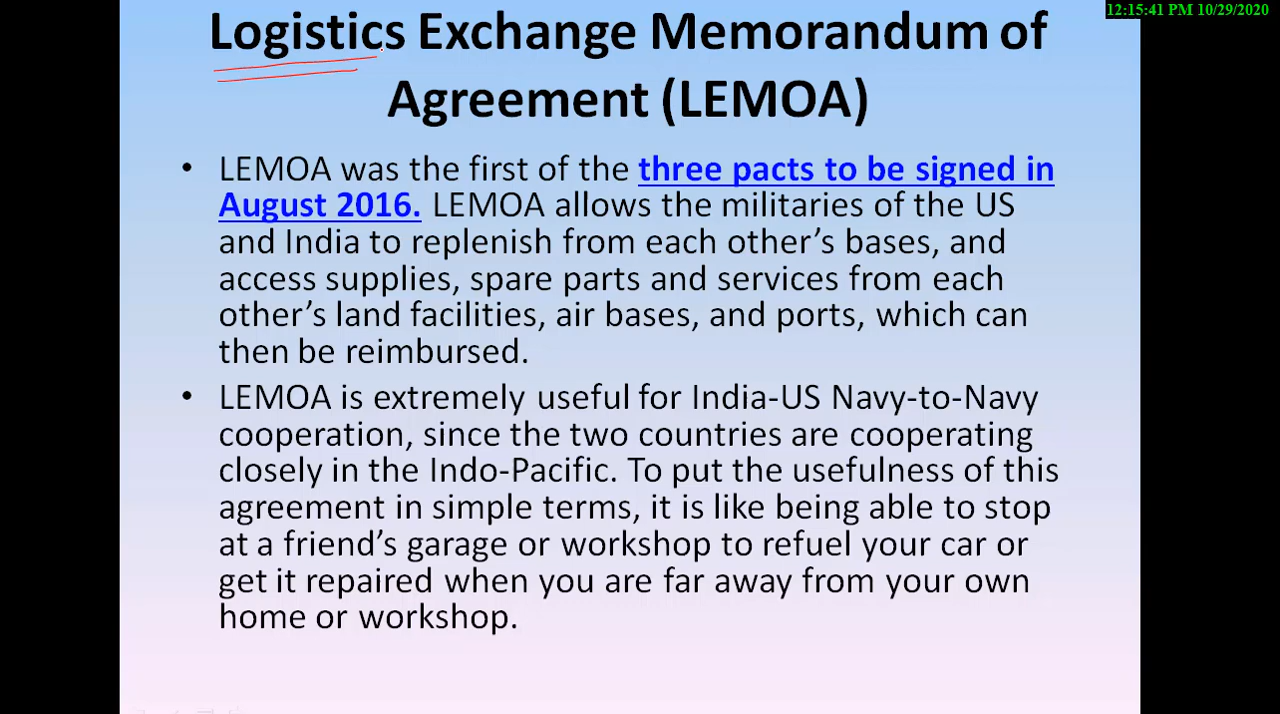 12:15:41 PM 10/29/2020
Logistics Exchange Memorandum of
Agreement (LEMOA)
• LEMOA was the first of the three pacts to be signed in
August 2016. LEMOA allows the militaries of the US
and India to replenish from each other’s bases, and
access supplies, spare parts and services from each
other’s land facilities, air bases, and ports, which can
then be reimbursed.
• LEMOA is extremely useful for India-US Navy-to-Navy
cooperation, since the two countries are cooperating
closely in the Indo-Pacific. To put the usefulness of this
agreement in simple terms, it is like being able to stop
at a friend’s garage or workshop to refuel your car or
get it repaired when you are far away from your own
home or workshop.